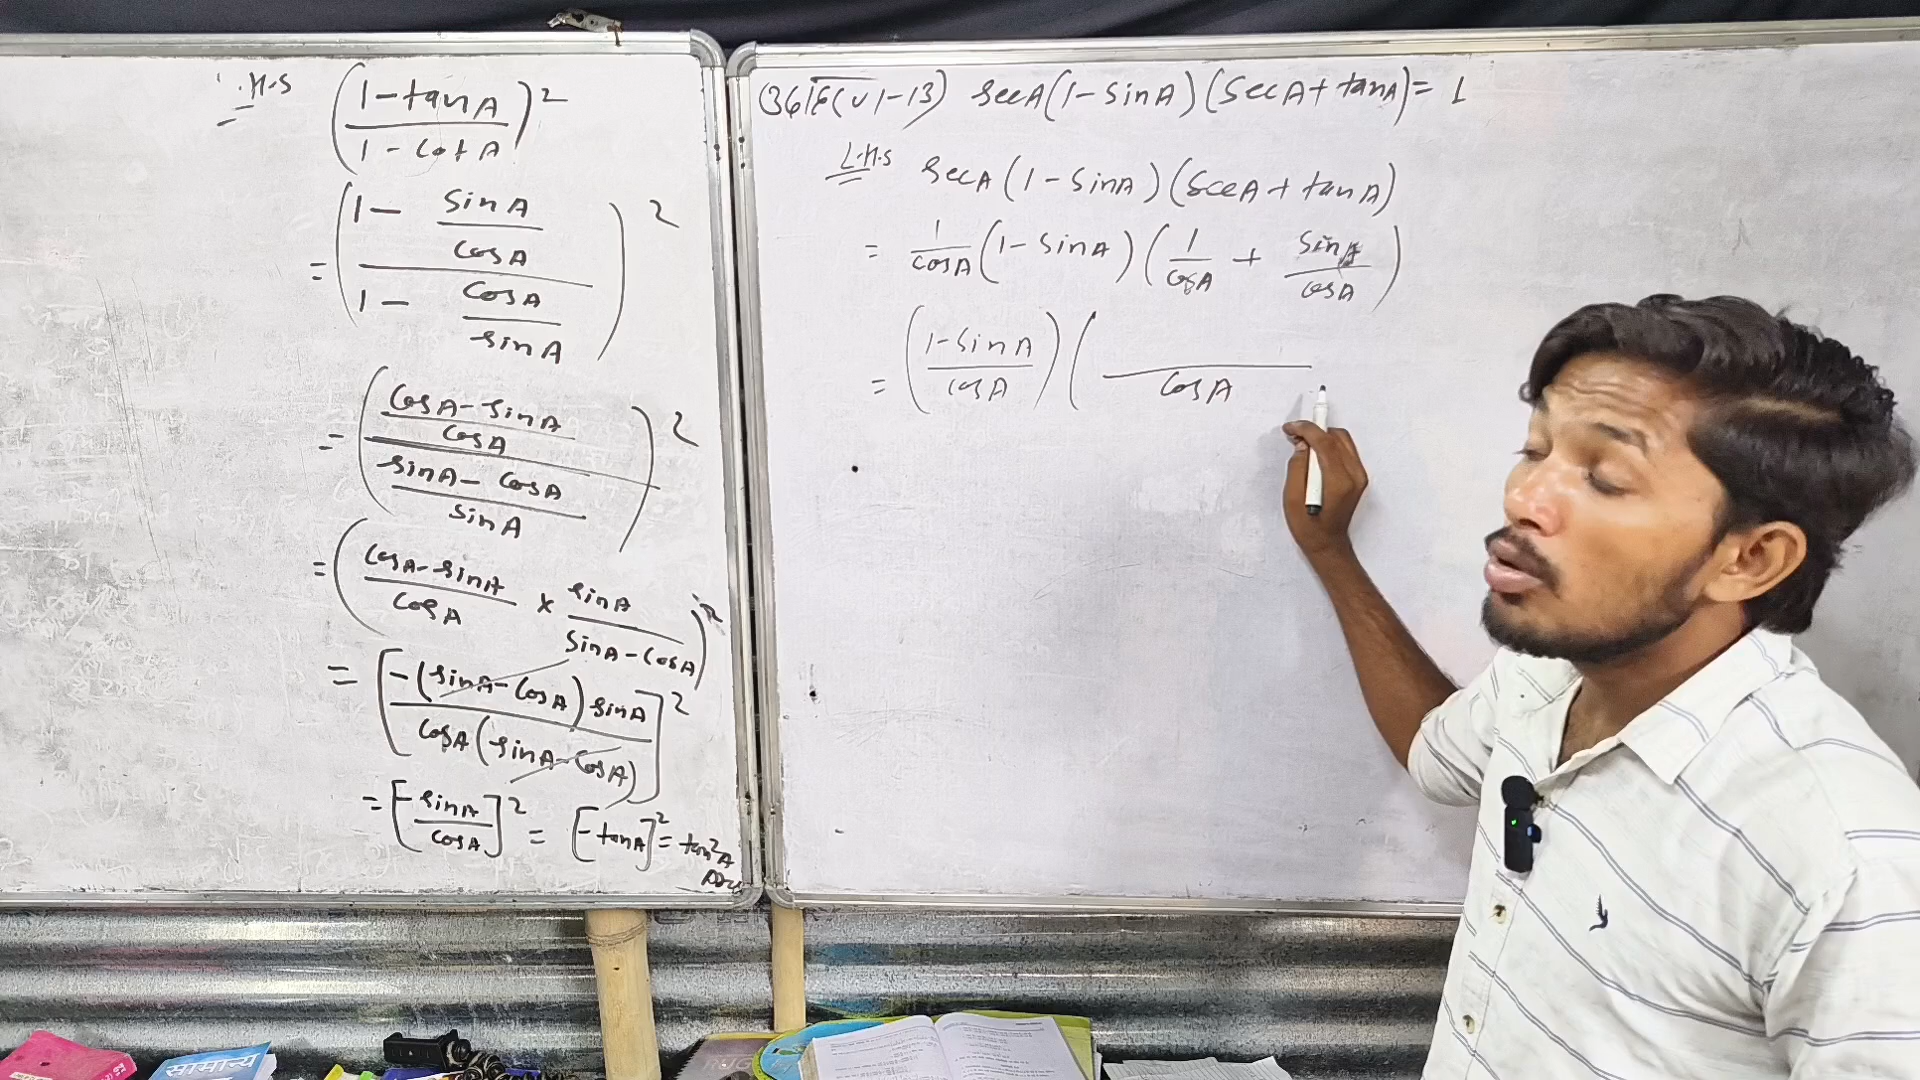 L.H.S ((1-tanA)/(1-cotA))²
= ((1 - sinA/cosA)/(1 - cosA/sinA))²
= (((cosA-sinA)/cosA)/((sinA-cosA)/sinA))²
= ((cosA-sinA)/cosA × sinA/(sinA-cosA))²
= [-(sinA-cosA)sinA/cosA(sinA-cosA)]²
= [-sinA/cosA]² = [-tanA]² = tan²A
secA(1-sinA)(secA+tanA)=1
L.H.S secA(1-sinA)(secA+tanA)
= 1/cosA (1-sinA)(1/cosA + sinA/cosA)
= ((1-sinA)/cosA)( /cosA
सामान्य